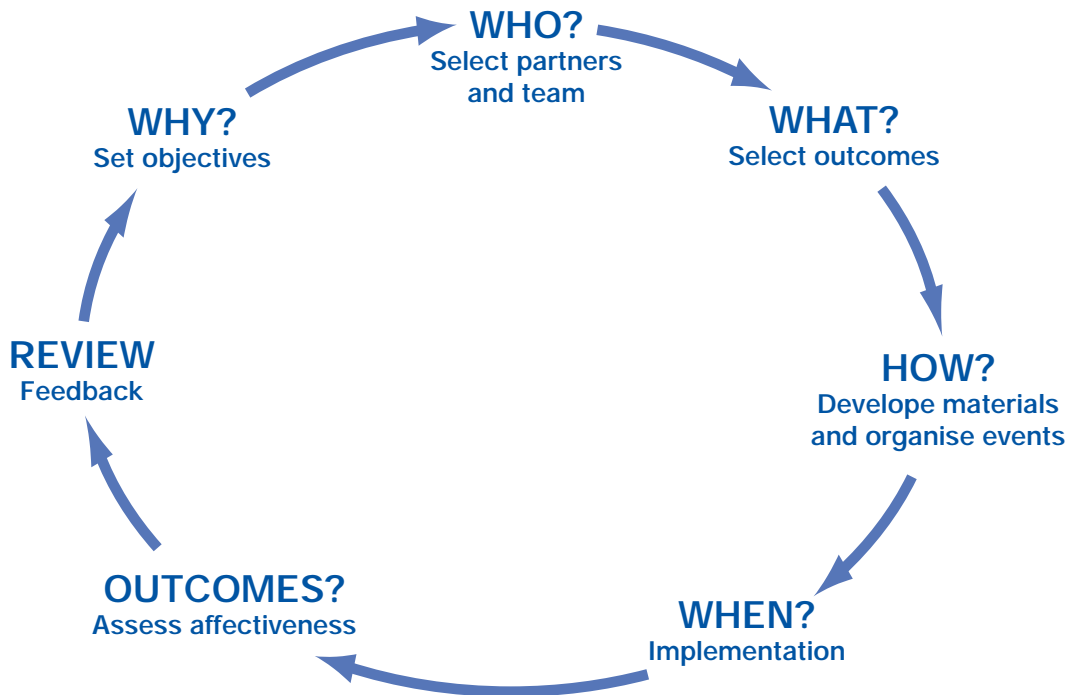 WHO?
Select partners
and team
WHAT?
Select outcomes
HOW?
Develope materials
and organise events
WHEN?
Implementation
OUTCOMES?
Assess affectiveness
REVIEW
Feedback
WHY?
Set objectives